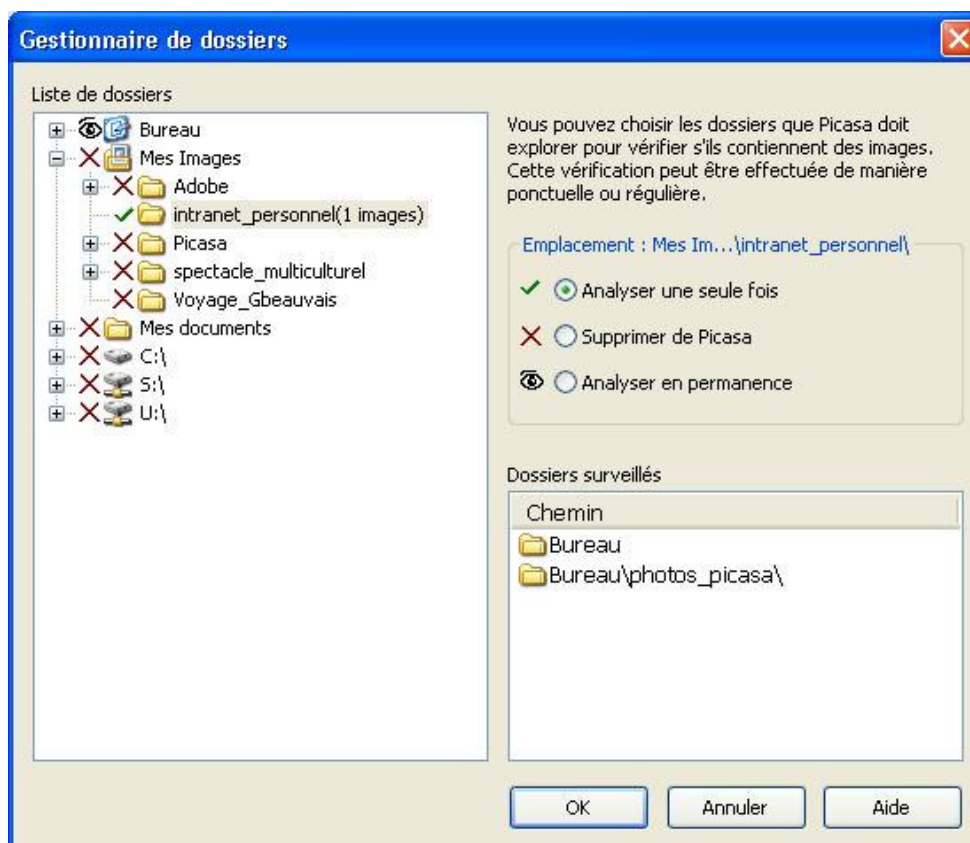 Gestionnaire de dossiers
Liste de dossiers
Bureau
Mes Images
Adobe
intranet_personnel(1 images)
Picasa
spectacle_multiculturel
Voyage_Gbeauvais
Mes documents
C:\
S:\
U:\
Vous pouvez choisir les dossiers que Picasa doit
explorer pour vérifier s'ils contiennent des images.
Cette vérification peut être effectuée de manière
ponctuelle ou régulière.
Emplacement : Mes Im...\intranet_personnel\
Analyser une seule fois
Supprimer de Picasa
Analyser en permanence
Dossiers surveillés
Chemin
Bureau
Bureau\photos_picasa\
OK
Annuler
Aide